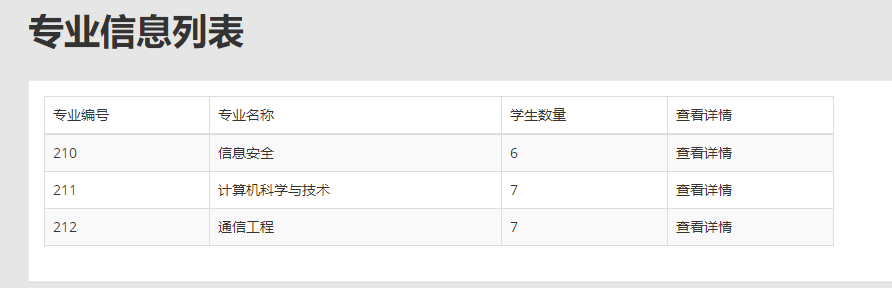 专业信息列表
专业编号 专业名称 学生数量 查看详情
210 信息安全 6 查看详情
211 计算机科学与技术 7 查看详情
212 通信工程 7 查看详情